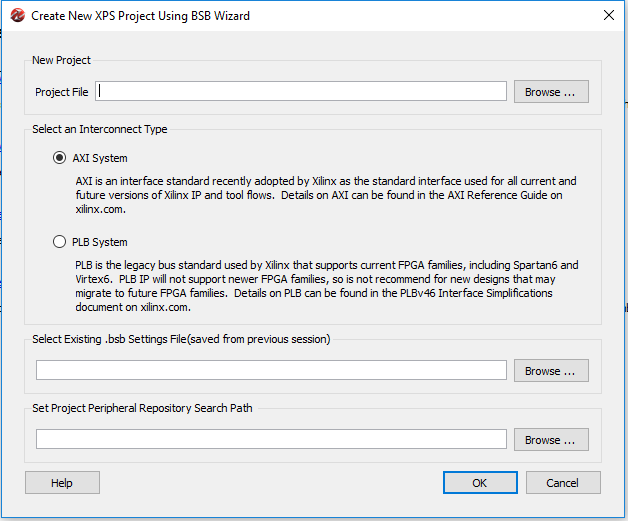 Create New XPS Project Using BSB Wizard
New Project
Project File
Browse ...
Select an Interconnect Type
AXI System
AXI is an interface standard recently adopted by Xilinx as the standard interface used for all current and
future versions of Xilinx IP and tool flows.  Details on AXI can be found in the AXI Reference Guide on
xilinx.com.
PLB System
PLB is the legacy bus standard used by Xilinx that supports current FPGA families, including Spartan6 and
Virtex6.  PLB IP will not support newer FPGA families, so is not recommend for new designs that may
migrate to future FPGA families.  Details on PLB can be found in the PLBv46 Interface Simplifications
document on xilinx.com.
Select Existing .bsb Settings File(saved from previous session)
Browse ...
Set Project Peripheral Repository Search Path
Browse ...
Help
OK
Cancel